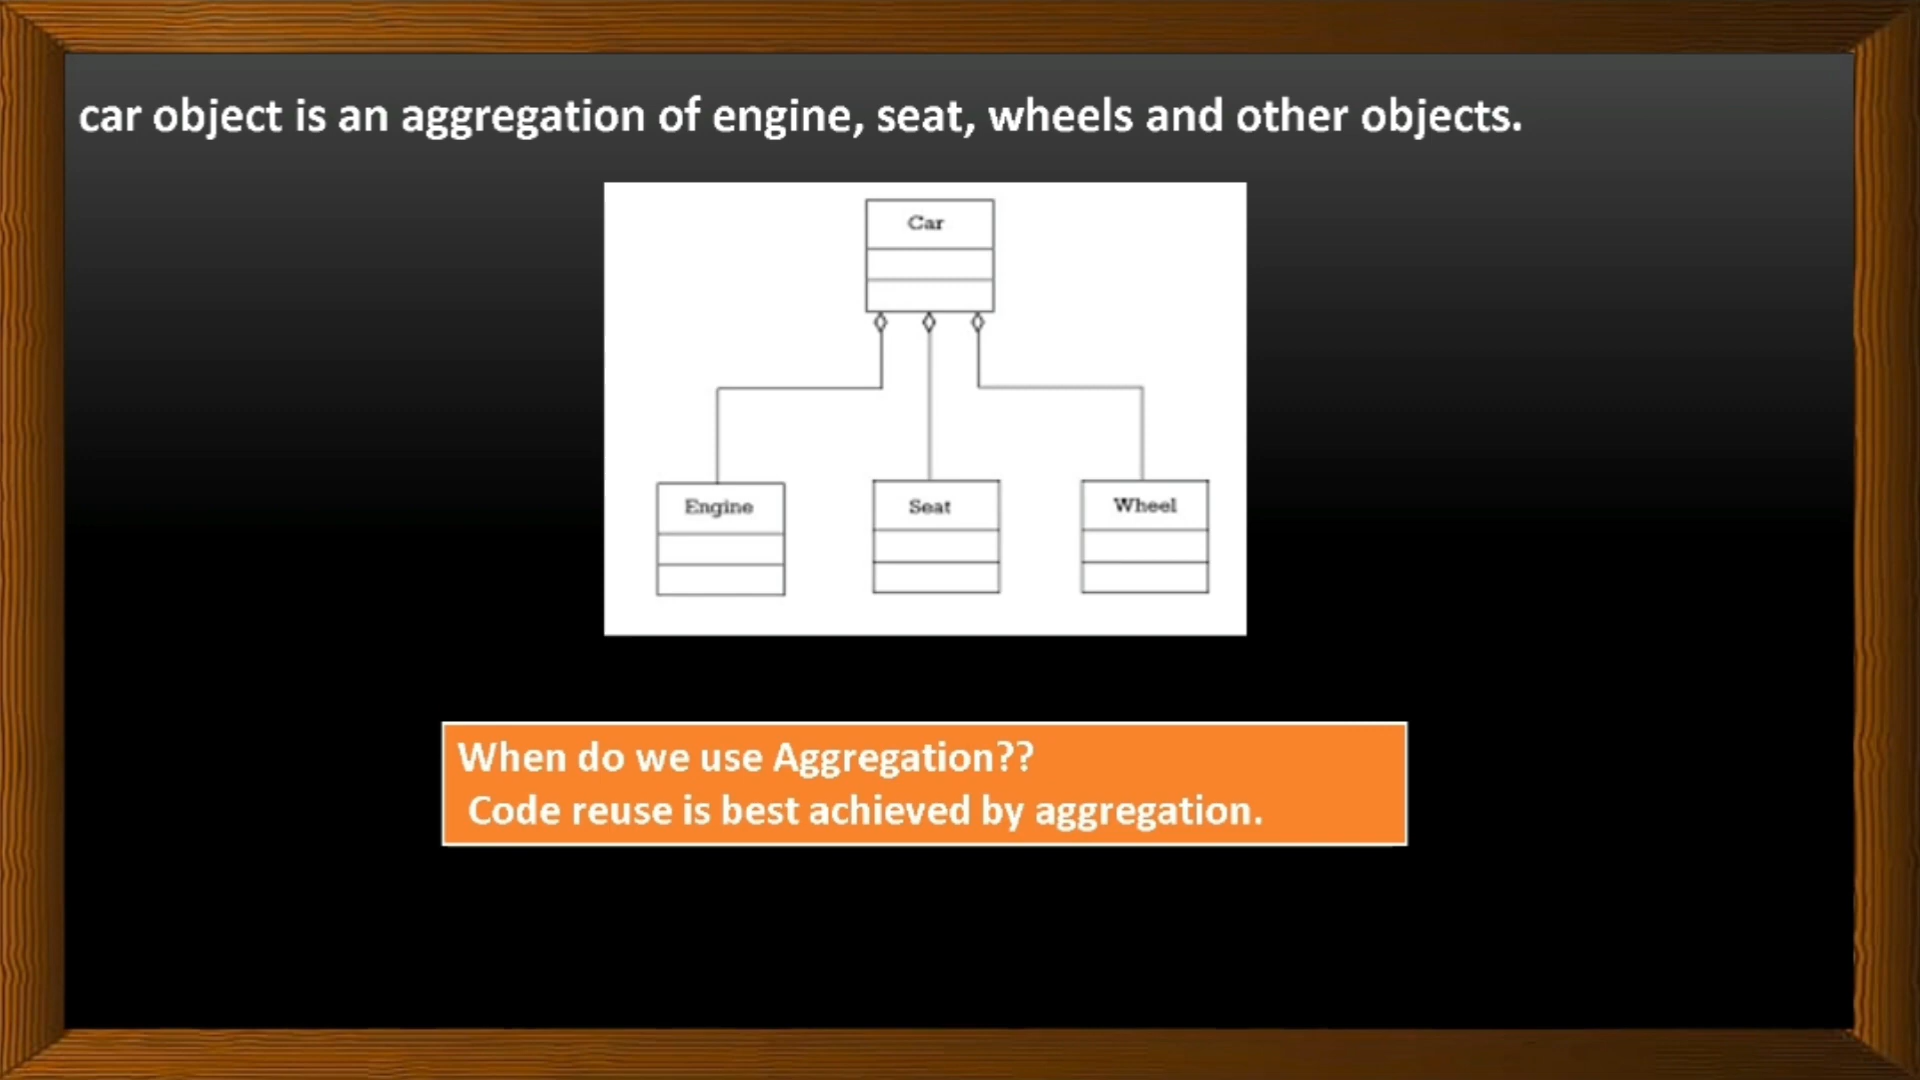 car object is an aggregation of engine, seat, wheels and other objects.
Car
Engine
Seat
Wheel
When do we use Aggregation??
Code reuse is best achieved by aggregation.